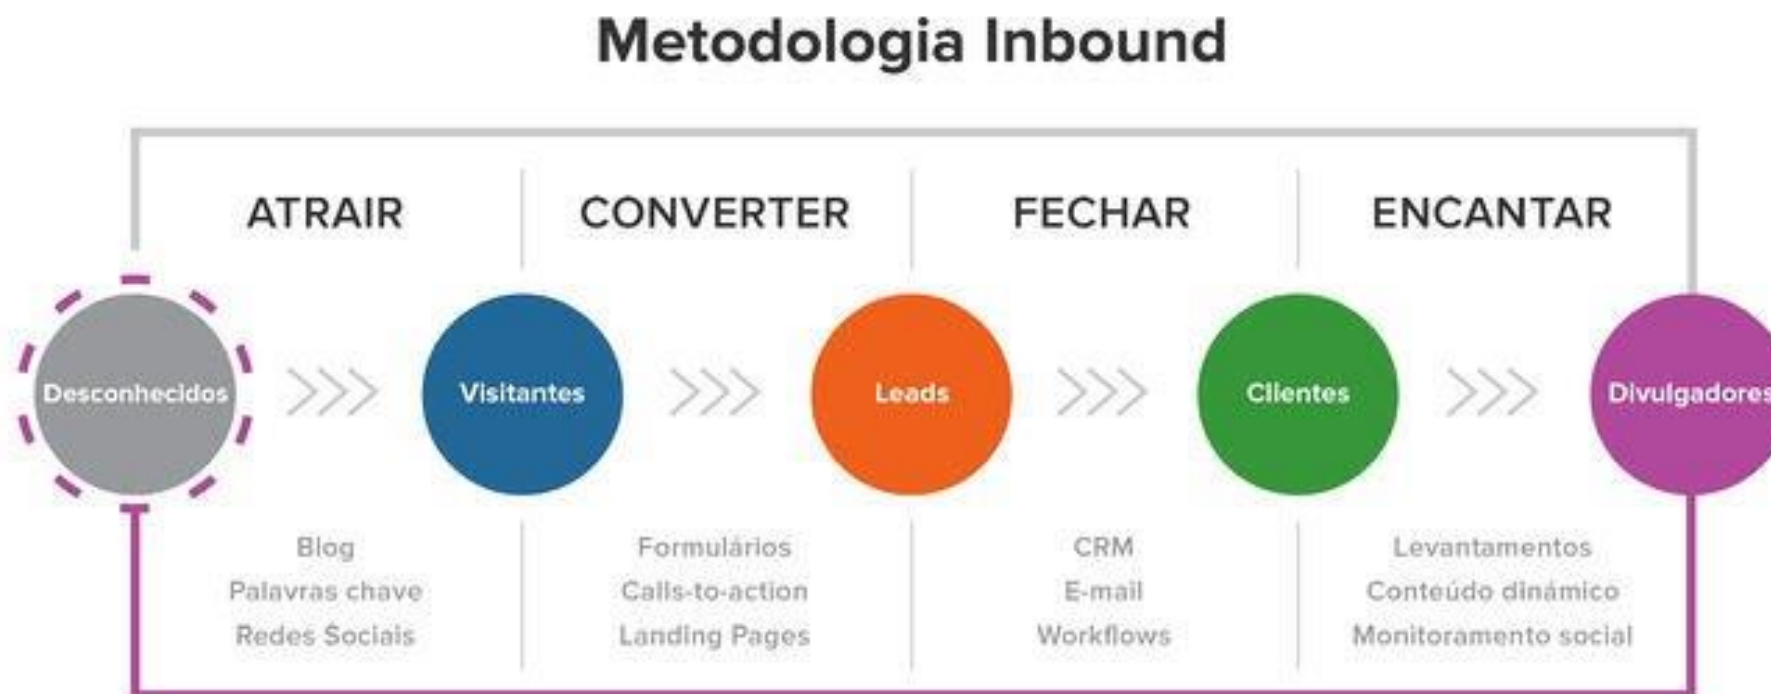 Metodologia Inbound
ATRAIR
CONVERTER
FECHAR
ENCANTAR
Desconhecidos
Visitantes
Leads
Clientes
Divulgadores
Blog
Palavras chave
Redes Sociais
Formulários
Calls-to-action
Landing Pages
CRM
E-mail
Workflows
Levantamentos
Conteúdo dinámico
Monitoramento social